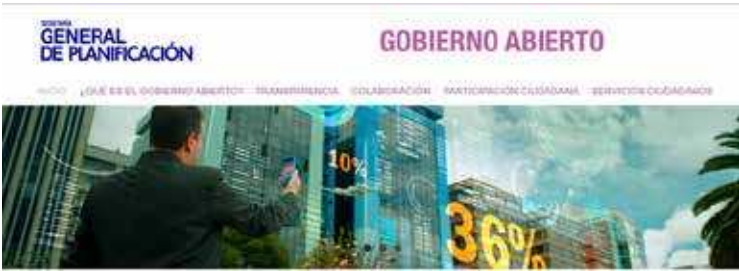 SECRETARÍA
GENERAL
DE PLANIFICACIÓN
GOBIERNO ABIERTO
INICIO ¿QUÉ ES EL GOBIERNO ABIERTO? TRANSPARENCIA COLABORACIÓN PARTICIPACIÓN CIUDADANA SERVICIOS CIUDADANOS
10%
36%